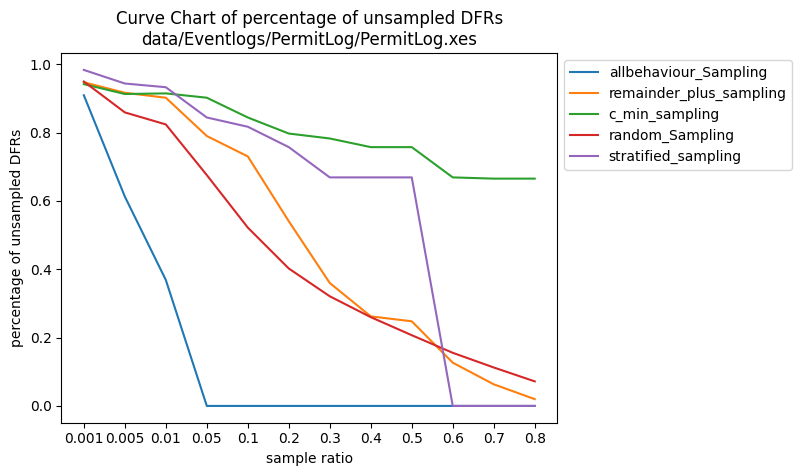 Curve Chart of percentage of unsampled DFRs
data/Eventlogs/PermitLog/PermitLog.xes
percentage of unsampled DFRs
1.0
0.8
0.6
0.4
0.2
0.0
0.001 0.005 0.01 0.05 0.1 0.2 0.3 0.4 0.5 0.6 0.7 0.8
sample ratio
allbehaviour_Sampling
remainder_plus_sampling
c_min_sampling
random_Sampling
stratified_sampling